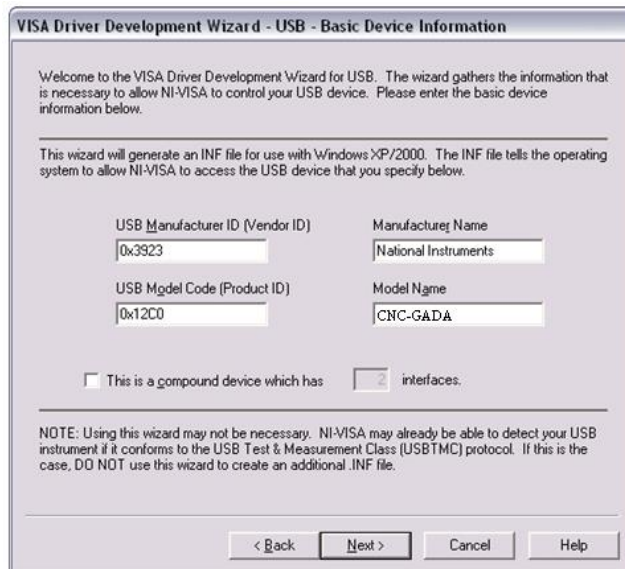 VISA Driver Development Wizard - USB - Basic Device Information
Welcome to the VISA Driver Development Wizard for USB. The wizard gathers the information that
is necessary to allow NI-VISA to control your USB device. Please enter the basic device
information below.
This wizard will generate an INF file for use with Windows XP/2000. The INF file tells the operating
system to allow NI-VISA to access the USB device that you specify below.
USB Manufacturer ID (Vendor ID)
Manufacturer Name
0x3923
National Instruments
USB Model Code (Product ID)
Model Name
0x12C0
CNC-GADA
This is a compound device which has 2 interfaces.
NOTE: Using this wizard may not be necessary. NI-VISA may already be able to detect your USB
instrument if it conforms to the USB Test & Measurement Class (USBTMC) protocol. If this is the
case, DO NOT use this wizard to create an additional .INF file.
< Back
Next >
Cancel
Help